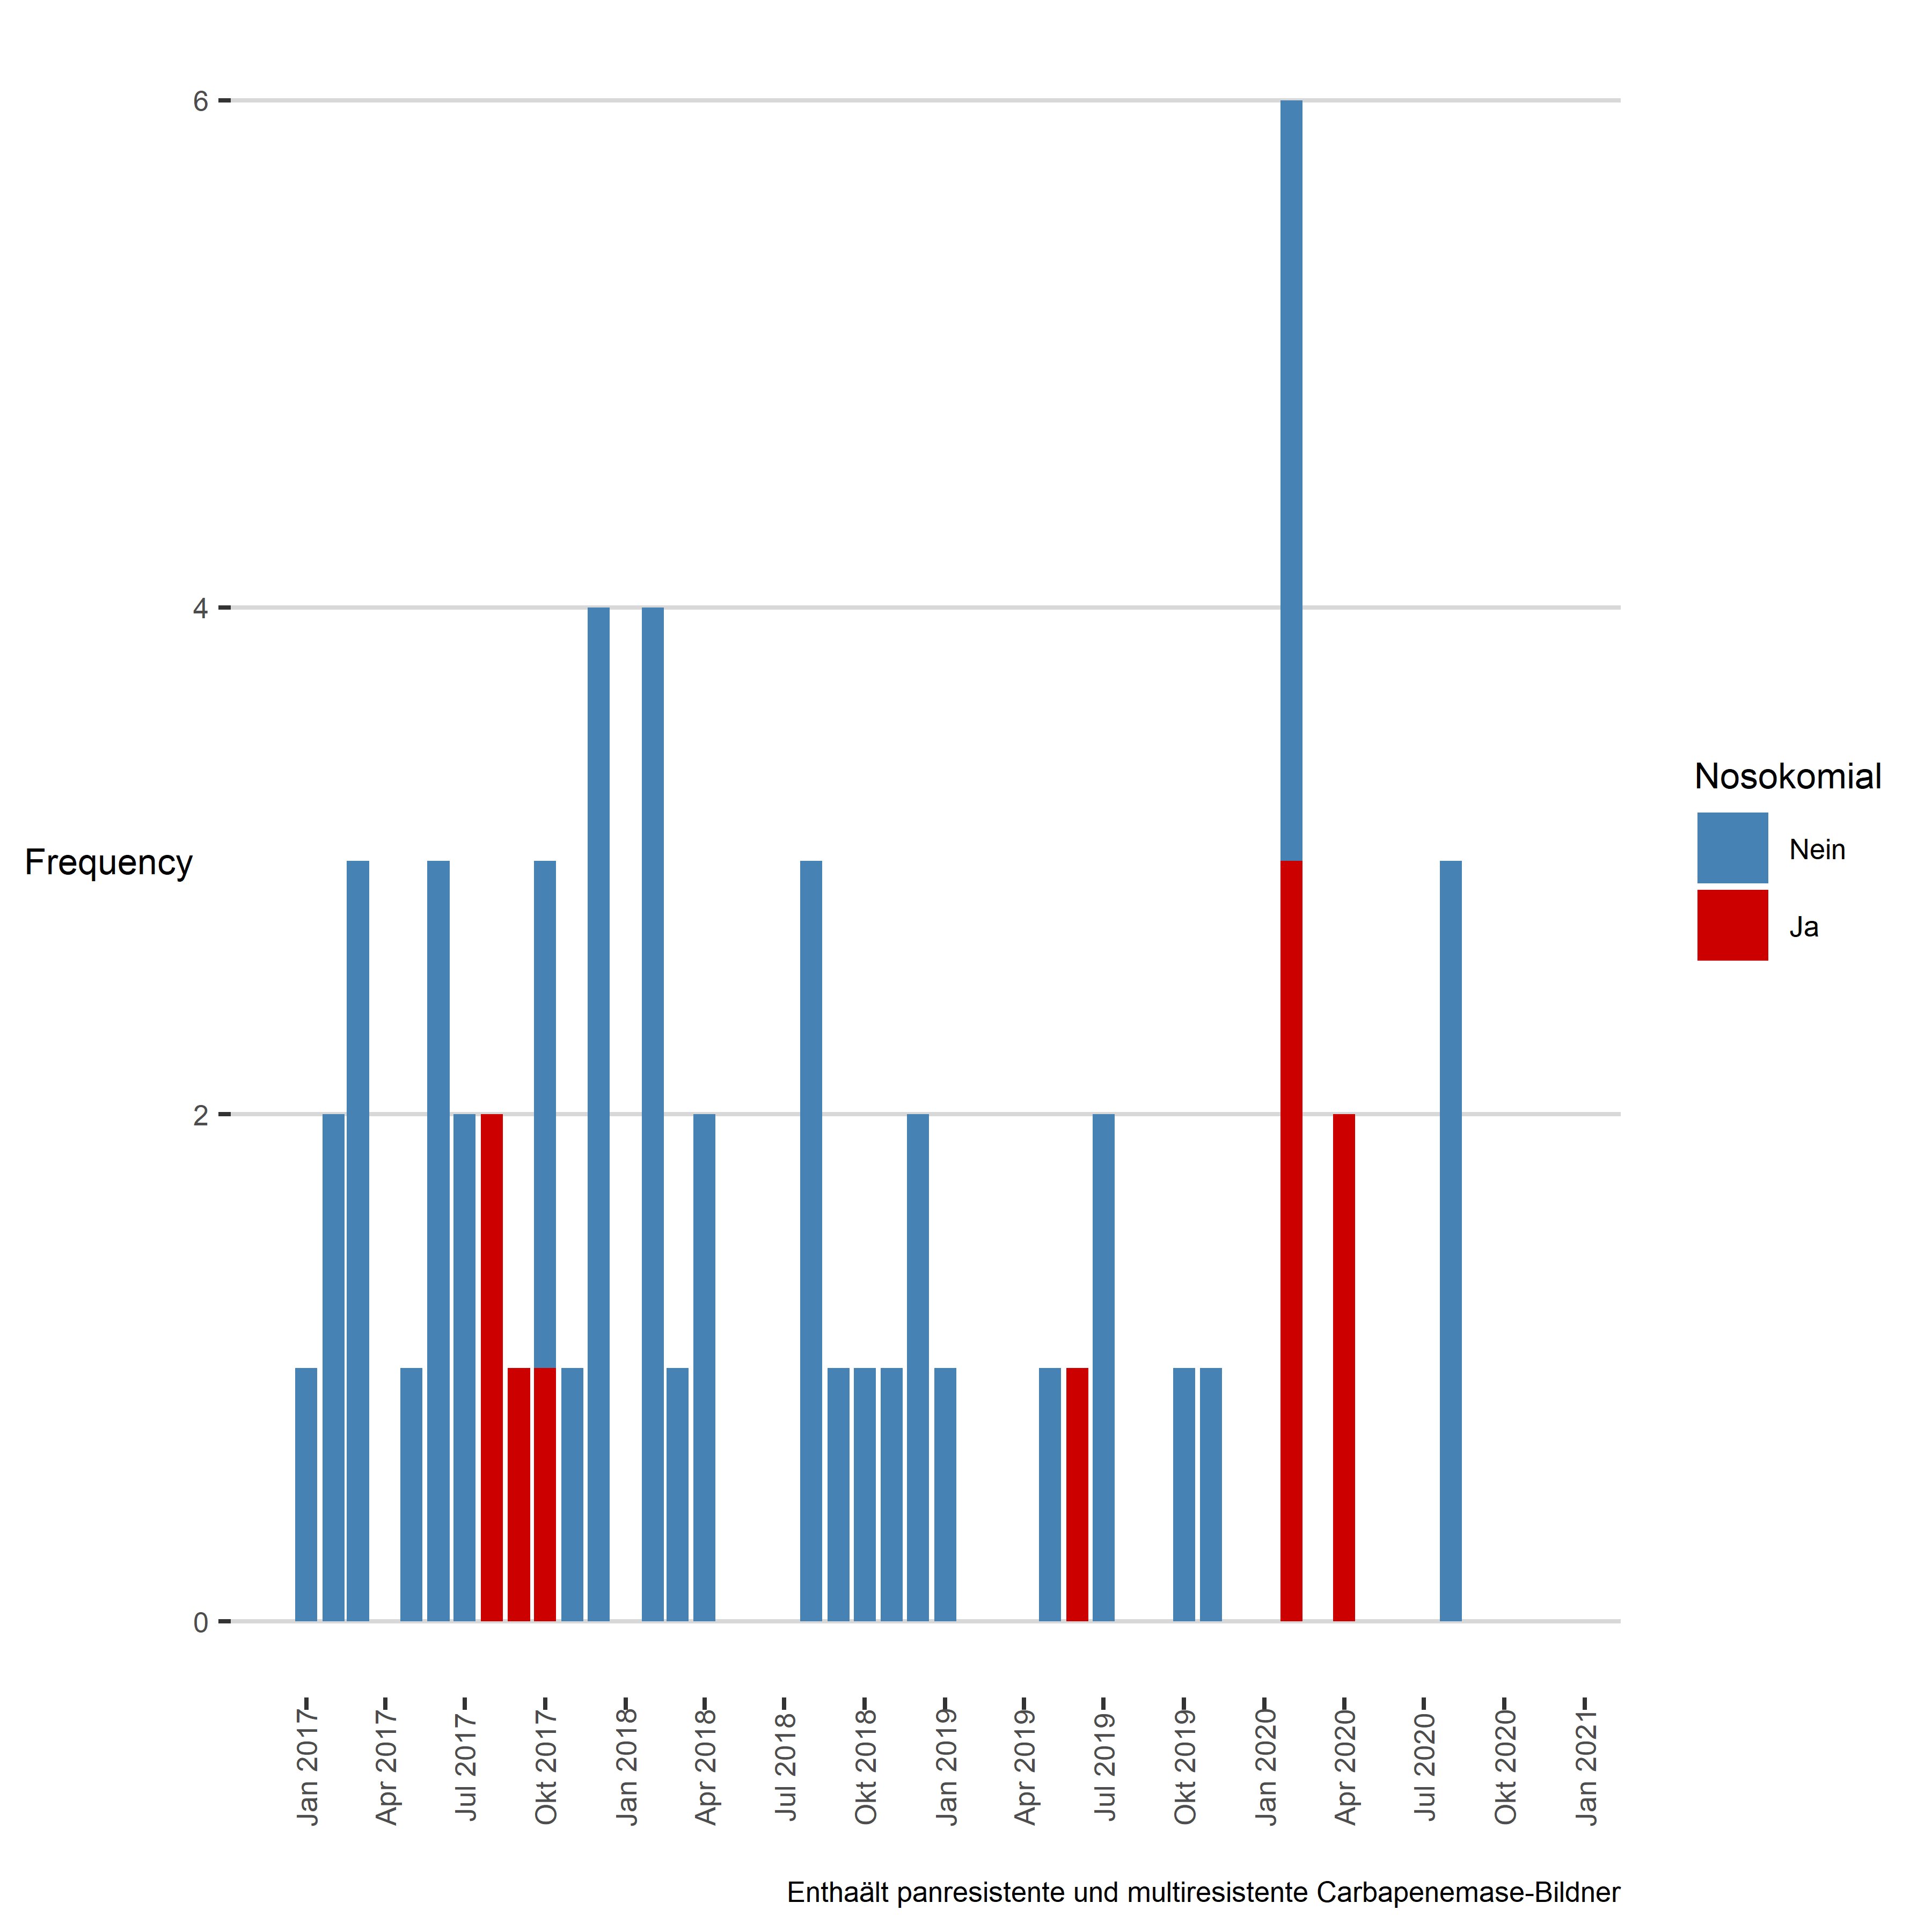 6
4
2
0
Frequency
Nosokomial
Nein
Ja
Jan 2017
Apr 2017
Jul 2017
Okt 2017
Jan 2018
Apr 2018
Jul 2018
Okt 2018
Jan 2019
Apr 2019
Jul 2019
Okt 2019
Jan 2020
Apr 2020
Jul 2020
Okt 2020
Jan 2021
Enthaält panresistente und multiresistente Carbapenemase-Bildner